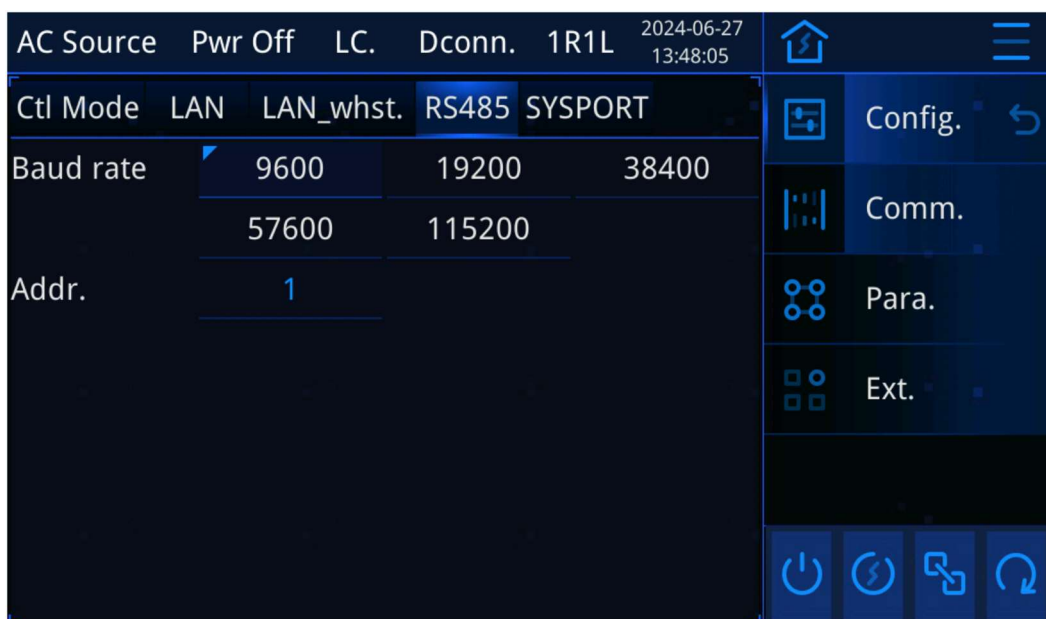 AC Source Pwr Off LC. Dconn. 1R1L 2024-06-27 13:48:05
Ctl Mode LAN LAN_whst. RS485 SYSPORT
Baud rate 9600 19200 38400
57600 115200
Addr. 1
Config.
Comm.
Para.
Ext.